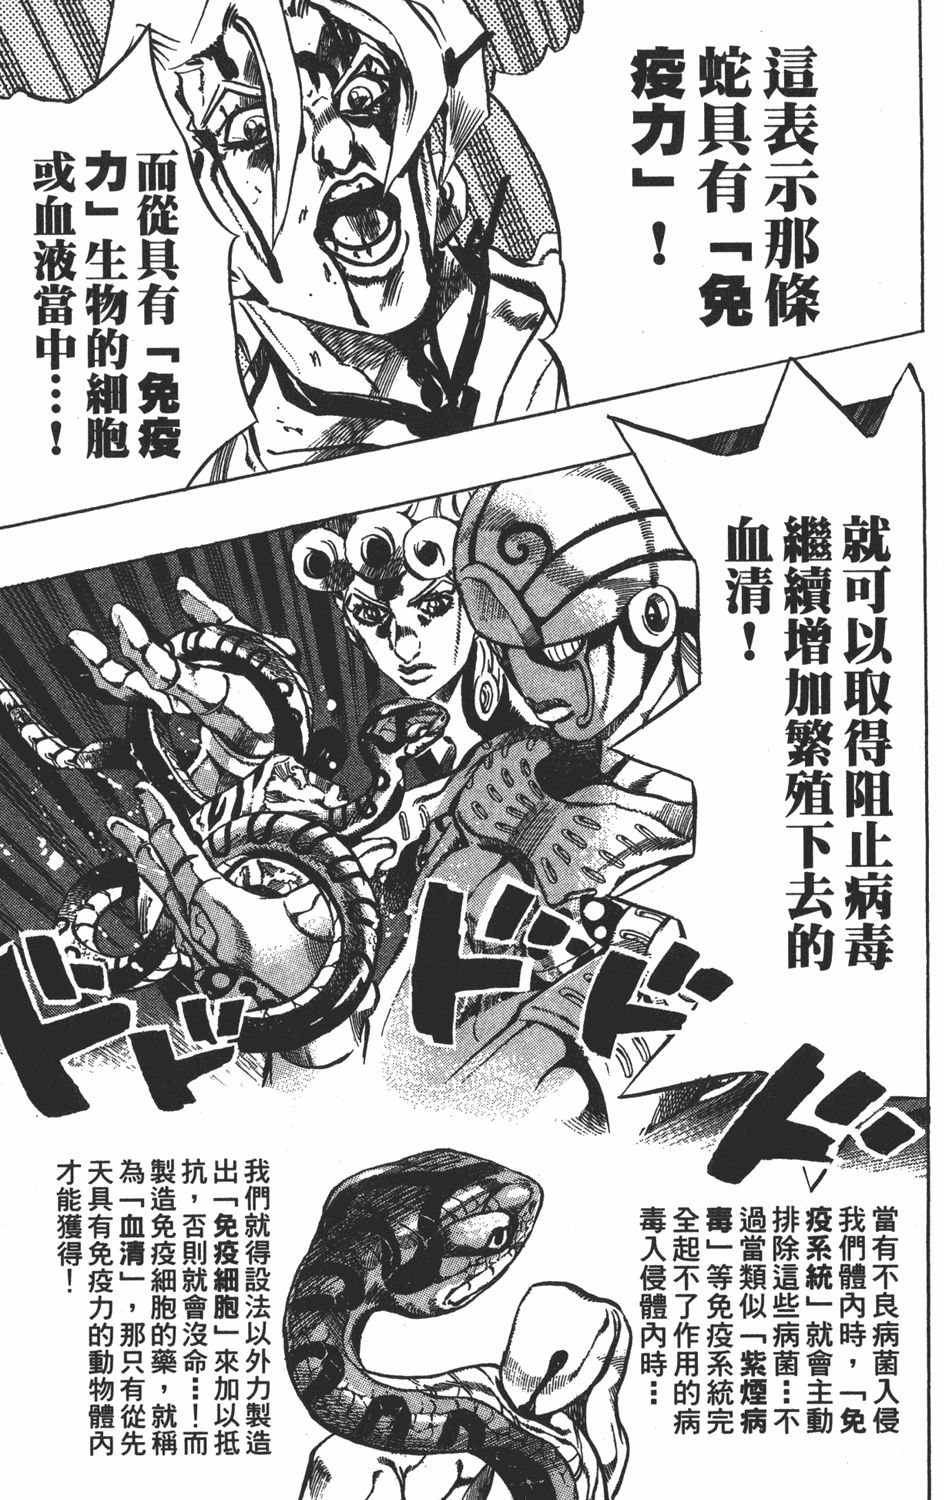 這表示那條
蛇具有「免
疫力」！
而從具有「免疫
力」生物的細胞
或血液當中…！
就可以取得阻止病毒
繼續增加繁殖下去的
血清！
ドドドドド
當有不良病菌入侵
我們體內時，「免
疫系統」就會主動
排除這些病菌…不
過當類似「紫煙病
毒」等免疫系統完
全起不了作用的病
毒入侵體內時…
我們就得設法以外力製造
出「免疫細胞」來加以抵
抗，否則就會沒命…！而
製造免疫細胞的藥，就稱
為「血清」，那只有從先
天具有免疫力的動物體內
才能獲得！